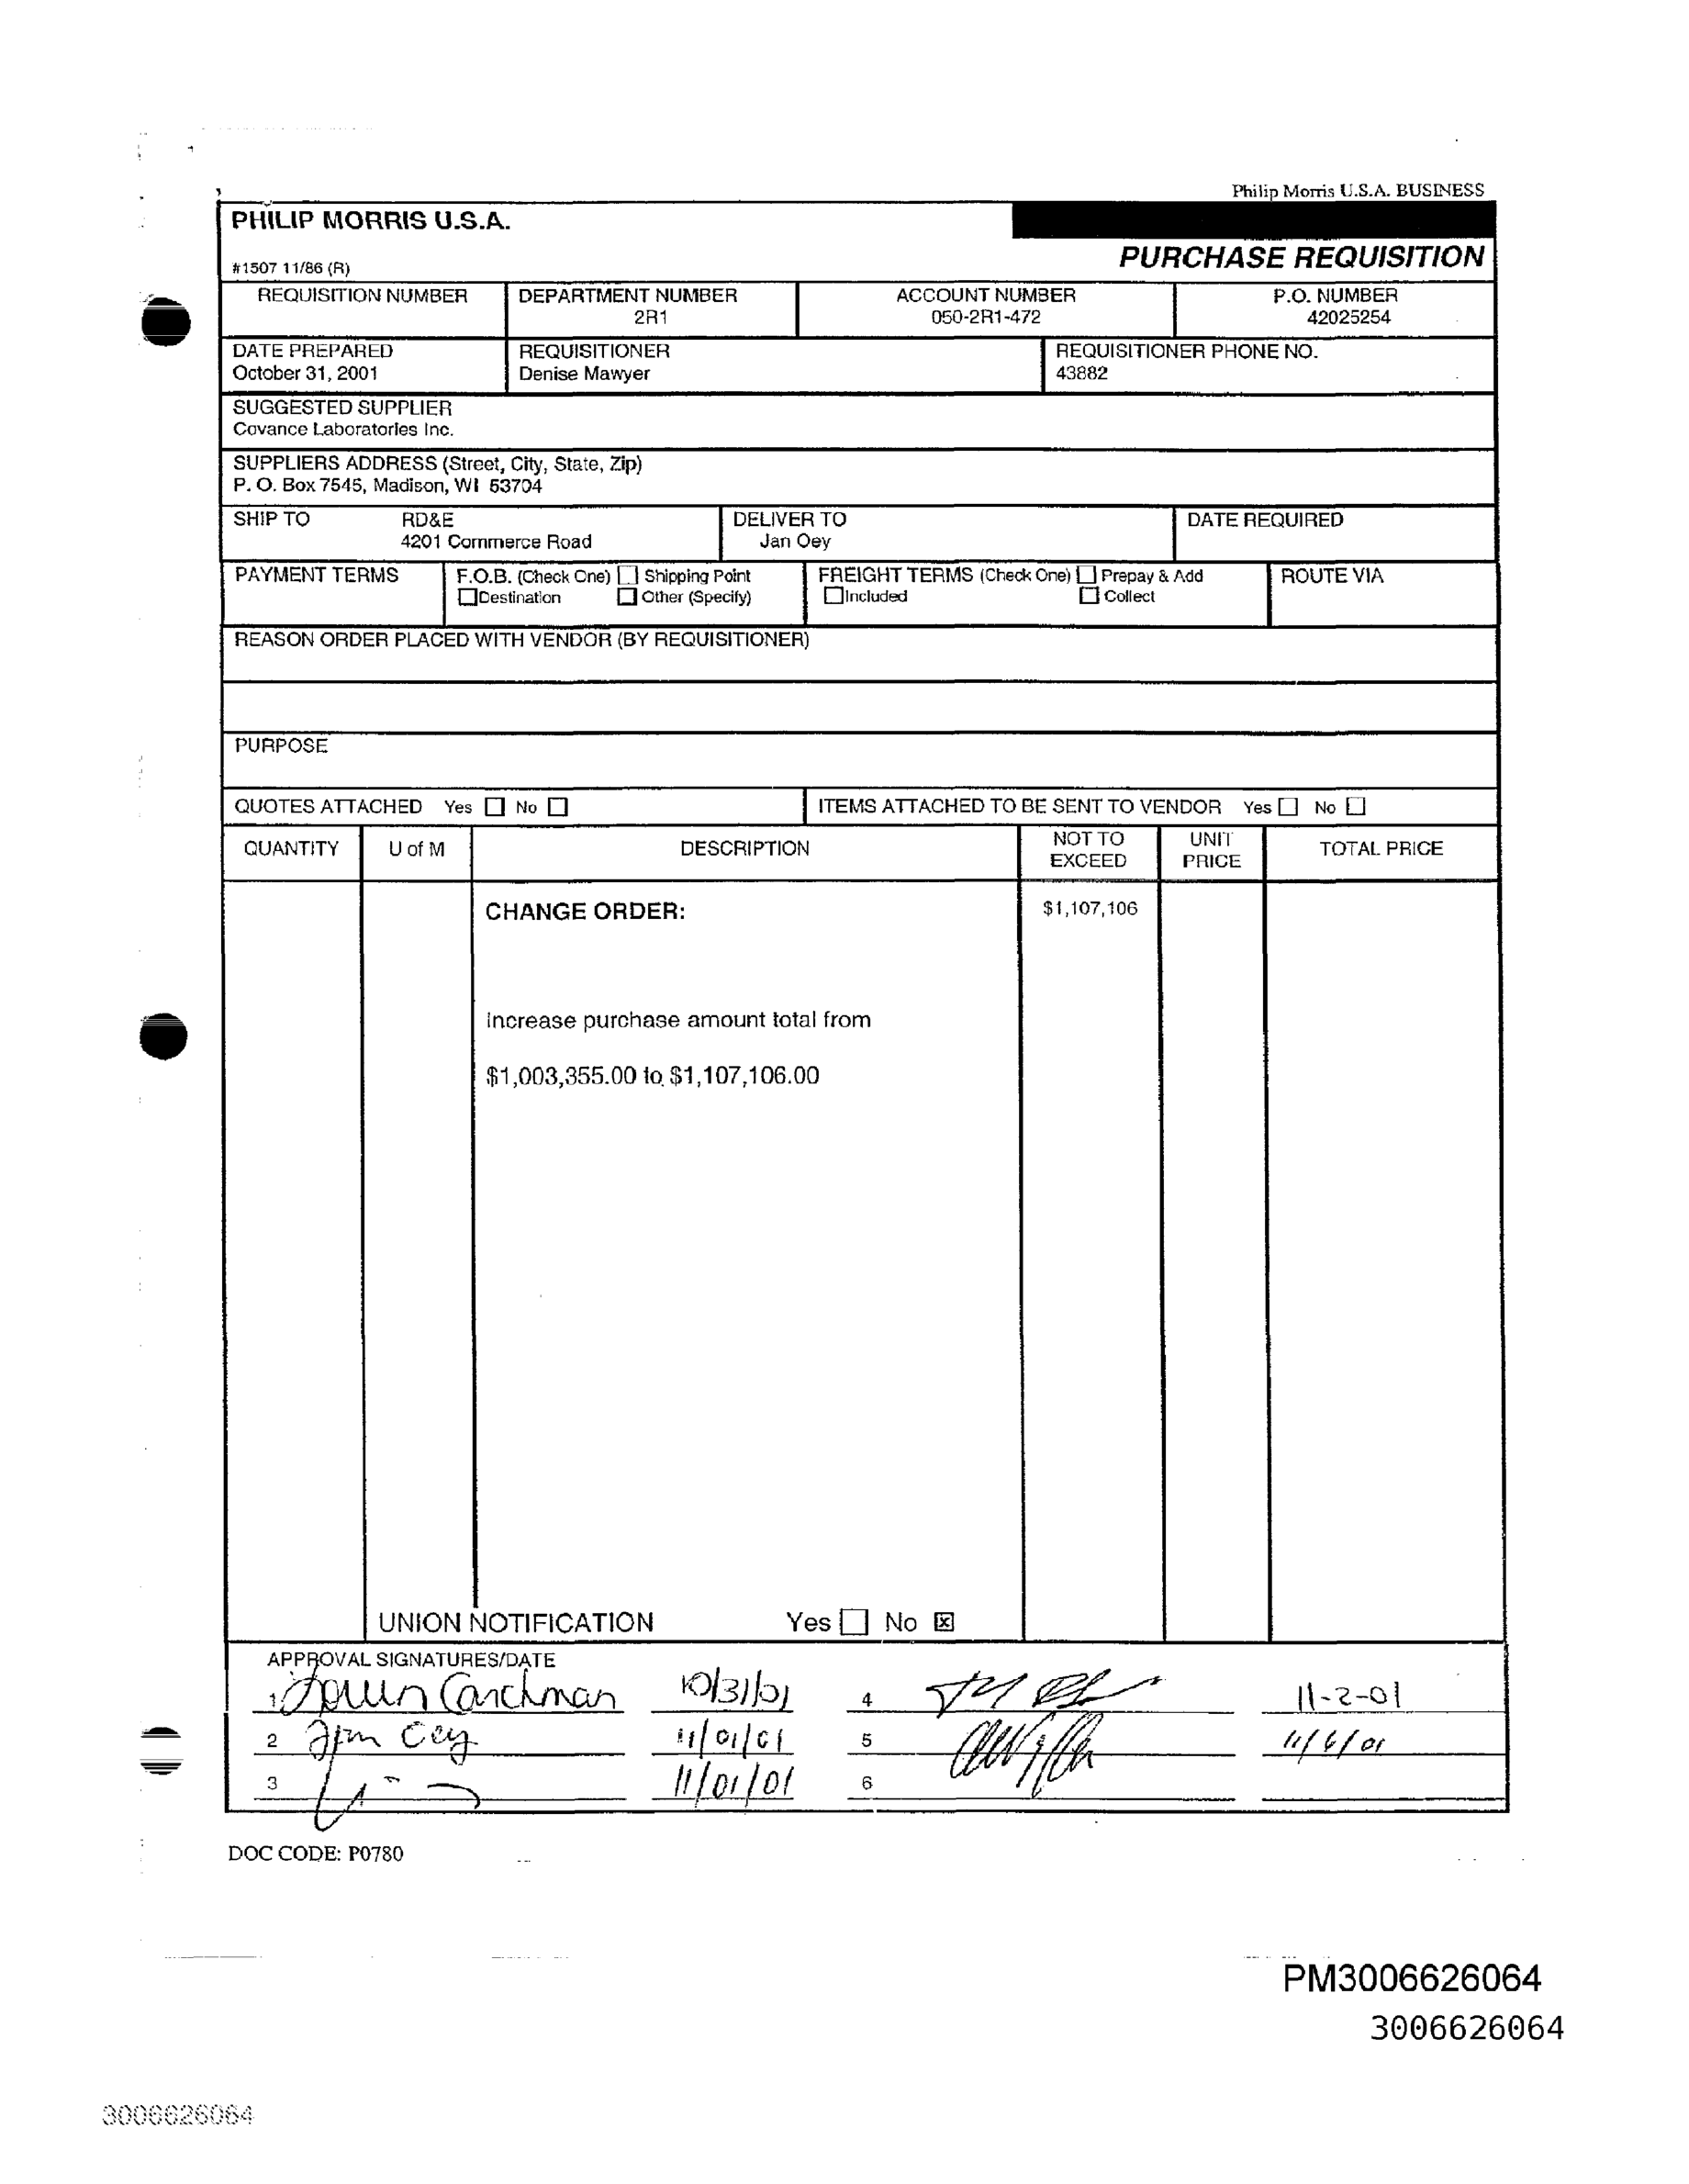 Philip Morris U.S.A. BUSINESS
PHILIP MORRIS U.S.A.
#1507 11/86 (R)
PURCHASE REQUISITION
REQUISITION NUMBER
DEPARTMENT NUMBER
2R1
ACCOUNT NUMBER
050-2R1-472
P.O. NUMBER
42025254
DATE PREPARED
October 31, 2001
REQUISITIONER
Denise Mawyer
REQUISITIONER PHONE NO.
43882
SUGGESTED SUPPLIER
Covance Laboratories Inc.
SUPPLIERS ADDRESS (Street, City, State, Zip)
P. O. Box 7545, Madison, WI 53704
SHIP TO RD&E
4201 Commerce Road
DELIVER TO
Jan Oey
DATE REQUIRED
PAYMENT TERMS
F.O.B. (Check One) ☐ Shipping Point
☐ Destination ☐ Other (Specify)
FREIGHT TERMS (Check One) ☐ Prepay & Add
☐ Included ☐ Collect
ROUTE VIA
REASON ORDER PLACED WITH VENDOR (BY REQUISITIONER)
PURPOSE
QUOTES ATTACHED Yes ☐ No ☐
ITEMS ATTACHED TO BE SENT TO VENDOR Yes ☐ No ☐
QUANTITY
U of M
DESCRIPTION
NOT TO
EXCEED
UNIT
PRICE
TOTAL PRICE
CHANGE ORDER:
$1,107,106
Increase purchase amount total from
$1,003,355.00 to $1,107,106.00
UNION NOTIFICATION Yes ☐ No ☒
APPROVAL SIGNATURES/DATE
1 Carchman 10/31/01
2 11/01/01
3 11/01/01
4 11-2-01
5 11/6/01
6
DOC CODE: P0780
PM3006626064
3006626064
3006626064